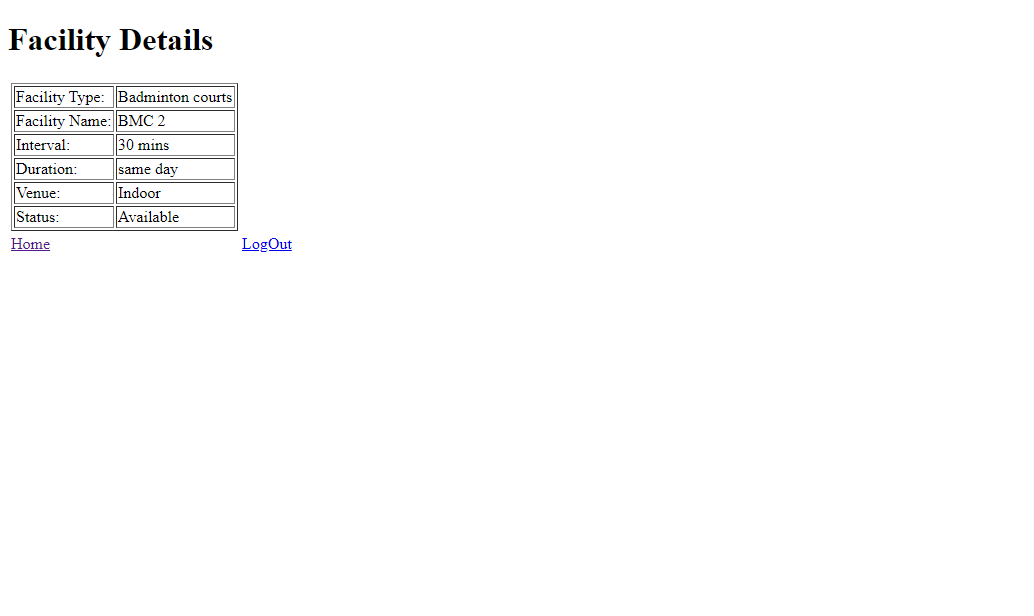 Facility Details
Facility Type: Badminton courts
Facility Name: BMC 2
Interval: 30 mins
Duration: same day
Venue: Indoor
Status: Available
Home LogOut